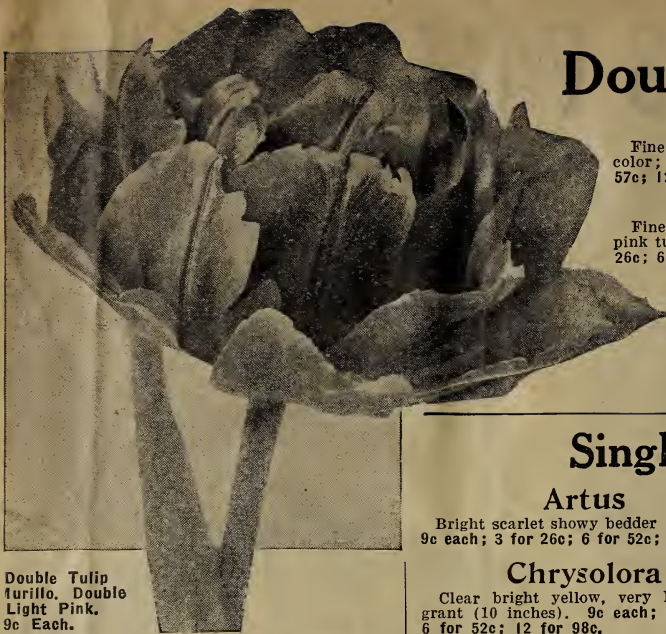 Dou
Fine
color;
57c; 12
Fine
pink tu
26c; 6
Singl
Artus
Bright scarlet showy bedder
9c each; 3 for 26c; 6 for 52c;
Chrysolora
Clear bright yellow, very
grant (10 inches). 9c each;
6 for 52c; 12 for 98c.
Double Tulip
Murillo. Double
Light Pink.
9c Each.